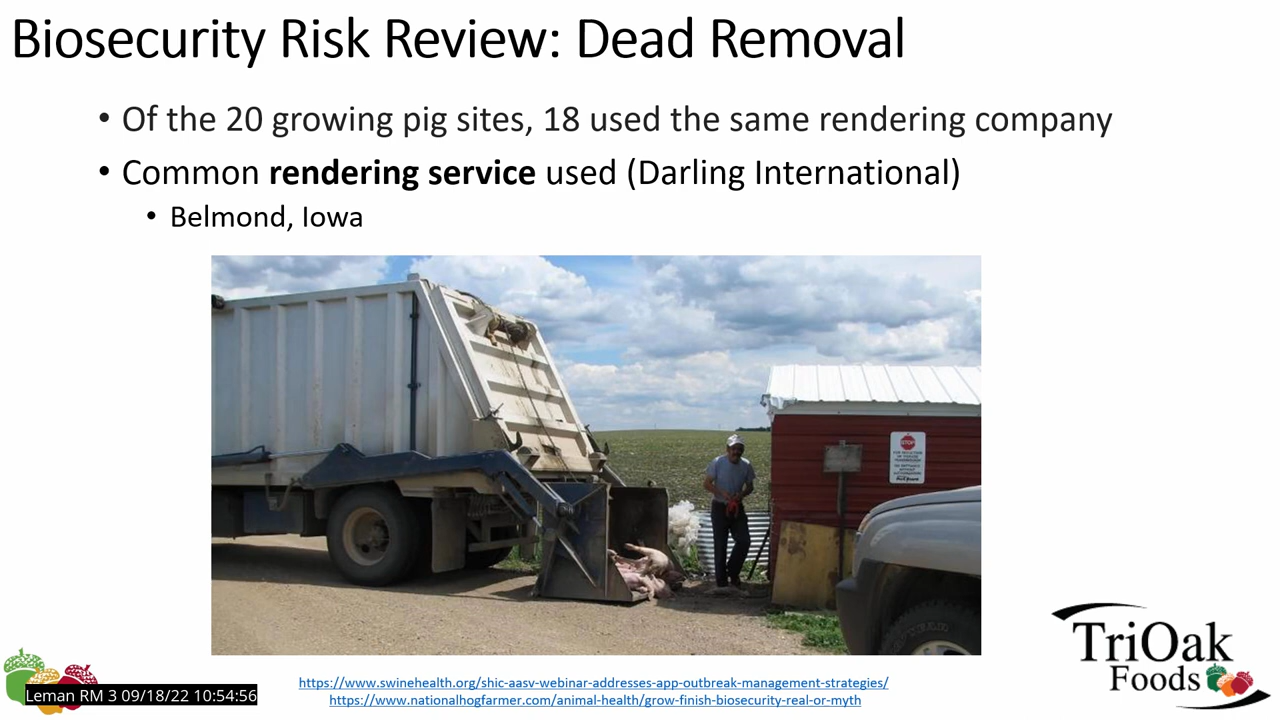 Biosecurity Risk Review: Dead Removal
• Of the 20 growing pig sites, 18 used the same rendering company
• Common rendering service used (Darling International)
• Belmond, Iowa
STOP
TriOak
Foods
Leman RM 3 09/18/22 10:54:56
https://www.swinehealth.org/shic-aasv-webinar-addresses-app-outbreak-management-strategies/
https://www.nationalhogfarmer.com/animal-health/grow-finish-biosecurity-real-or-myth